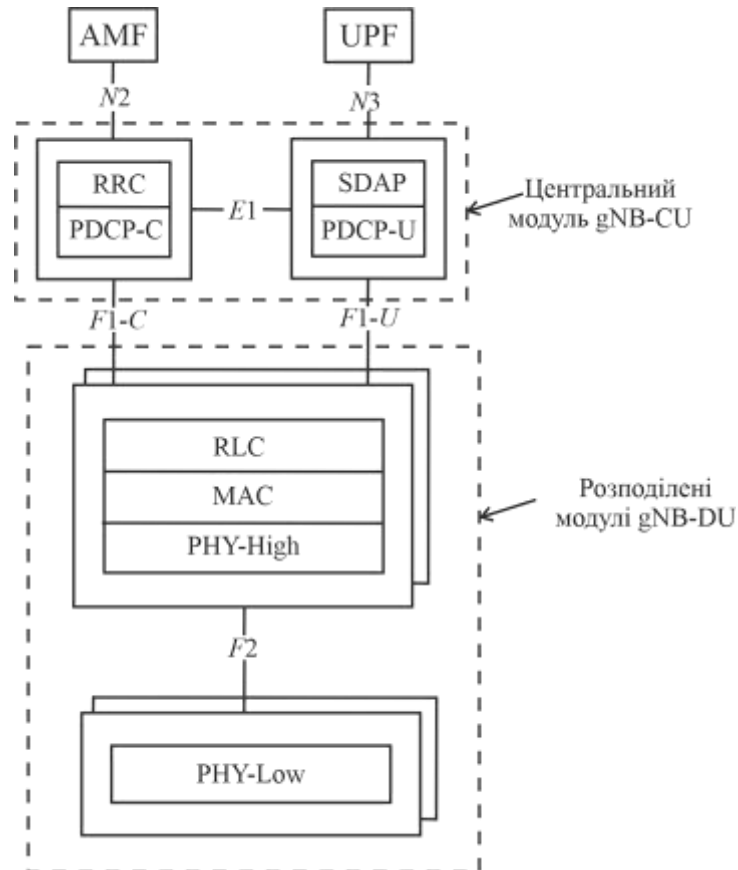 AMF
UPF
N2
N3
RRC
SDAP
E1
PDCP-C
PDCP-U
Центральний
модуль gNB-CU
F1-C
F1-U
RLC
MAC
PHY-High
Розподілені
модулі gNB-DU
F2
PHY-Low